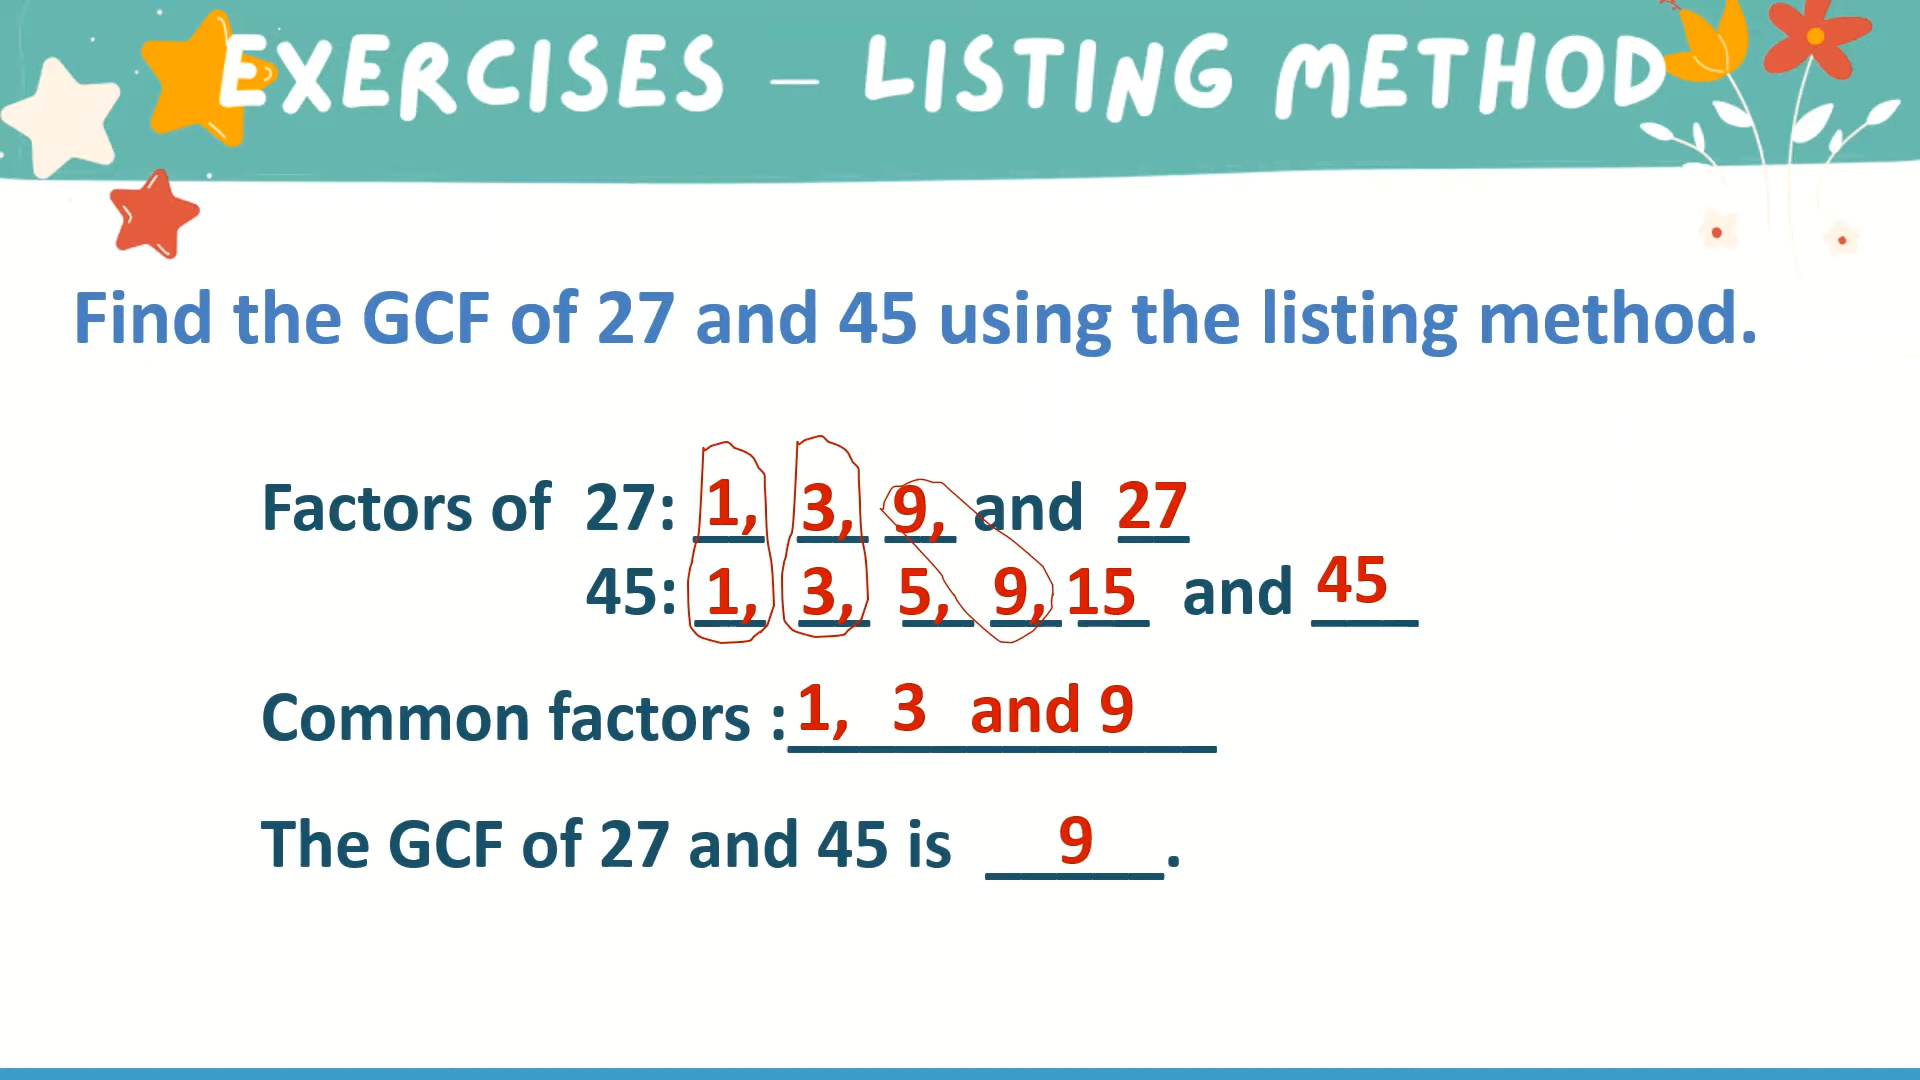 EXERCISES – LISTING METHOD
Find the GCF of 27 and 45 using the listing method.
Factors of 27: 1, 3, 9, and 27
45: 1, 3, 5, 9, 15 and 45
Common factors : 1, 3 and 9
The GCF of 27 and 45 is 9.